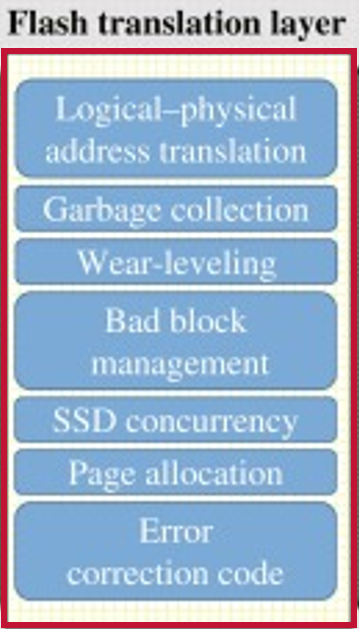 Flash translation layer
Logical–physical
address translation
Garbage collection
Wear-leveling
Bad block
management
SSD concurrency
Page allocation
Error
correction code